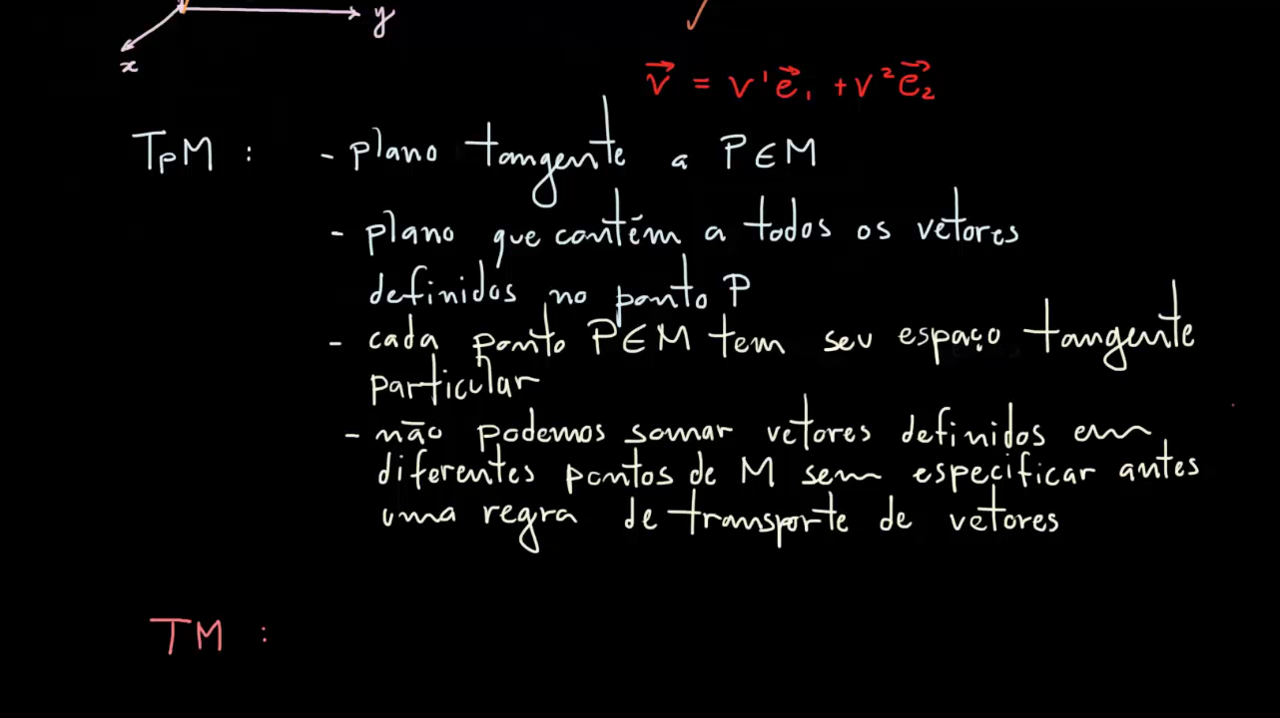 y
x
v⃗ = v¹e⃗₁ + v²e⃗₂
TₚM : - plano tangente a P∈M
- plano que contém a todos os vetores
definidos no ponto P
- cada ponto P∈M tem seu espaço tangente
particular
- não podemos somar vetores definidos em
diferentes pontos de M sem especificar antes
uma regra de transporte de vetores
TM :